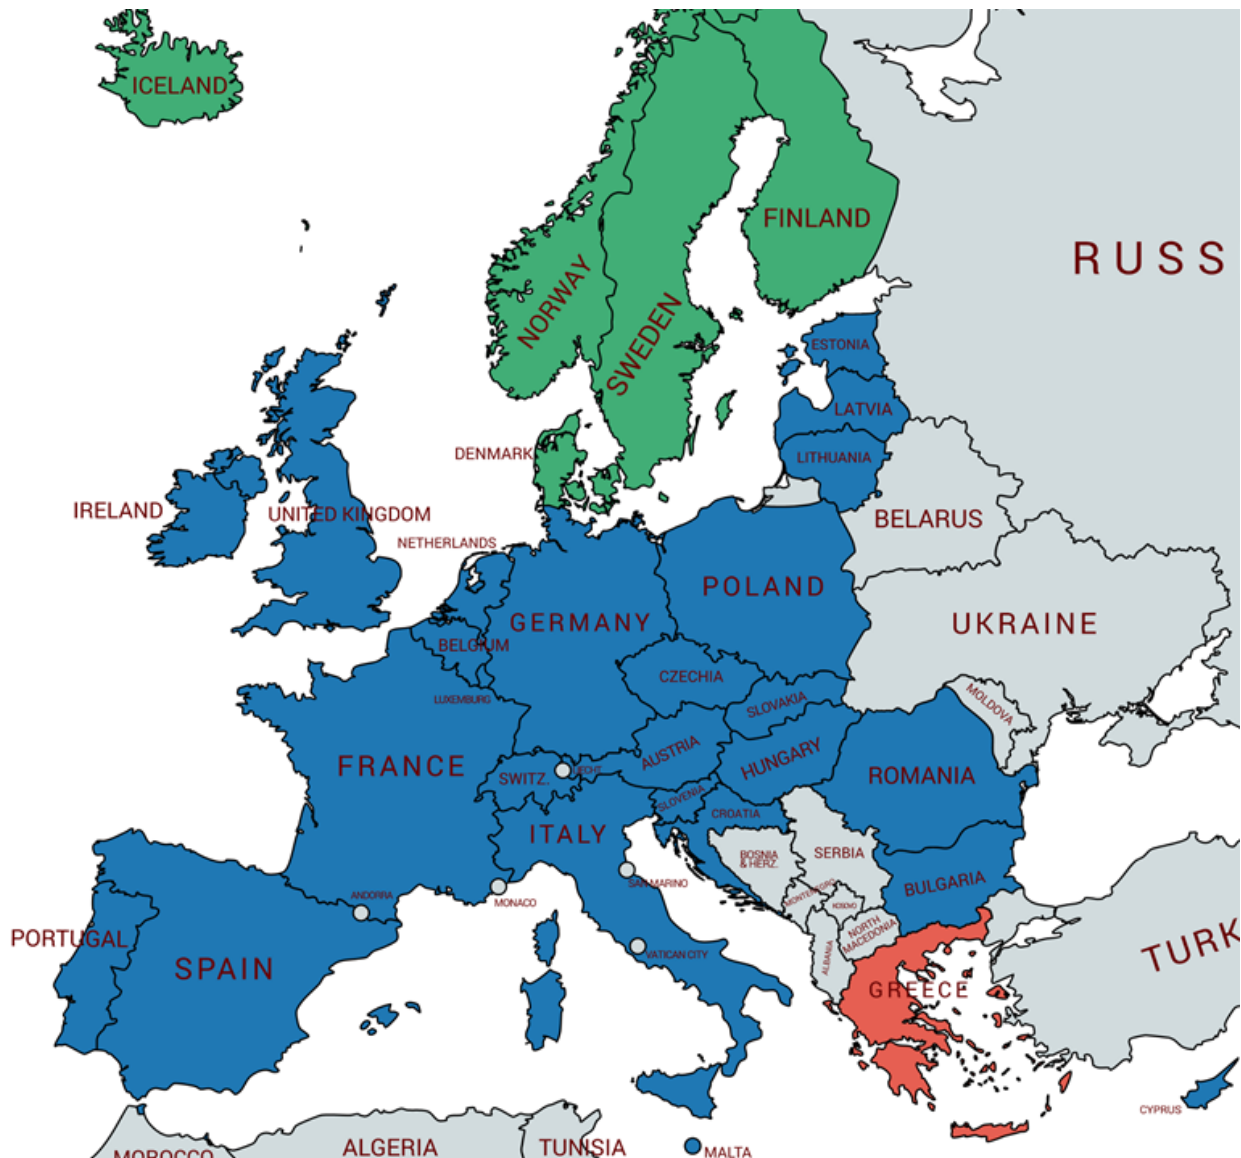 ICELAND
FINLAND
RUSS
NORWAY
SWEDEN
ESTONIA
LATVIA
DENMARK
LITHUANIA
IRELAND
UNITED KINGDOM
BELARUS
NETHERLANDS
POLAND
GERMANY
UKRAINE
BELGIUM
CZECHIA
LUXEMBURG
SLOVAKIA
MOLDOVA
AUSTRIA
HUNGARY
FRANCE
SWITZ.
LIECHT.
ROMANIA
SLOVENIA
CROATIA
ITALY
BOSNIA
& HERZ.
SERBIA
SAN MARINO
BULGARIA
ANDORRA
MONACO
MONTENEGRO
KOSOVO
PORTUGAL
NORTH
MACEDONIA
TURK
VATICAN CITY
ALBANIA
SPAIN
GREECE
CYPRUS
MOROCCO
ALGERIA
TUNISIA
MALTA